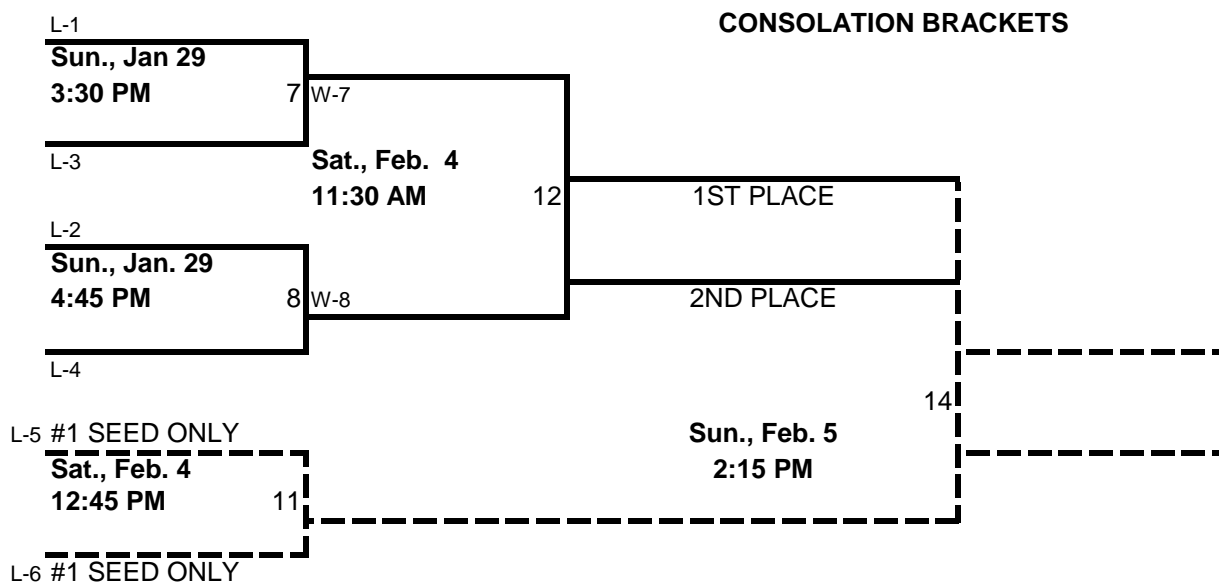 CONSOLATION BRACKETS
L-1
Sun., Jan 29
3:30 PM
7 W-7
L-3
Sat., Feb. 4
11:30 AM
12
1ST PLACE
L-2
Sun., Jan. 29
4:45 PM
8 W-8
2ND PLACE
L-4
14
L-5 #1 SEED ONLY
Sun., Feb. 5
2:15 PM
Sat., Feb. 4
12:45 PM
11
L-6 #1 SEED ONLY